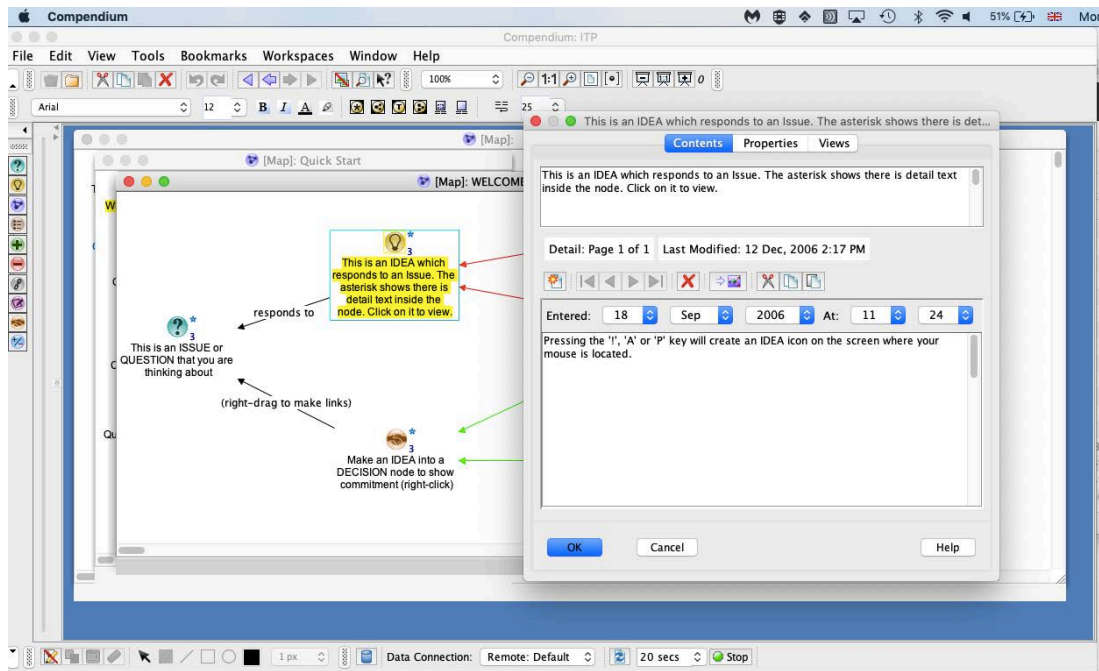 Compendium
51%
Mon
Compendium: ITP
File Edit View Tools Bookmarks Workspaces Window Help
100%
1:1
0
Arial
12
B I A
25
[Map]:
[Map]: Quick Start
[Map]: WELCOME
W
Qu
This is an IDEA which
responds to an Issue. The
asterisk shows there is
detail text inside the
node. Click on it to view.
*
3
responds to
?
*
3
This is an ISSUE or
QUESTION that you are
thinking about
(right-drag to make links)
*
3
Make an IDEA into a
DECISION node to show
commitment (right-click)
This is an IDEA which responds to an Issue. The asterisk shows there is det...
Contents Properties Views
This is an IDEA which responds to an Issue. The asterisk shows there is detail text
inside the node. Click on it to view.
Detail: Page 1 of 1 Last Modified: 12 Dec, 2006 2:17 PM
Entered: 18 Sep 2006 At: 11 24
Pressing the '!', 'A' or 'P' key will create an IDEA icon on the screen where your
mouse is located.
OK Cancel Help
1 px
Data Connection: Remote: Default
20 secs
Stop